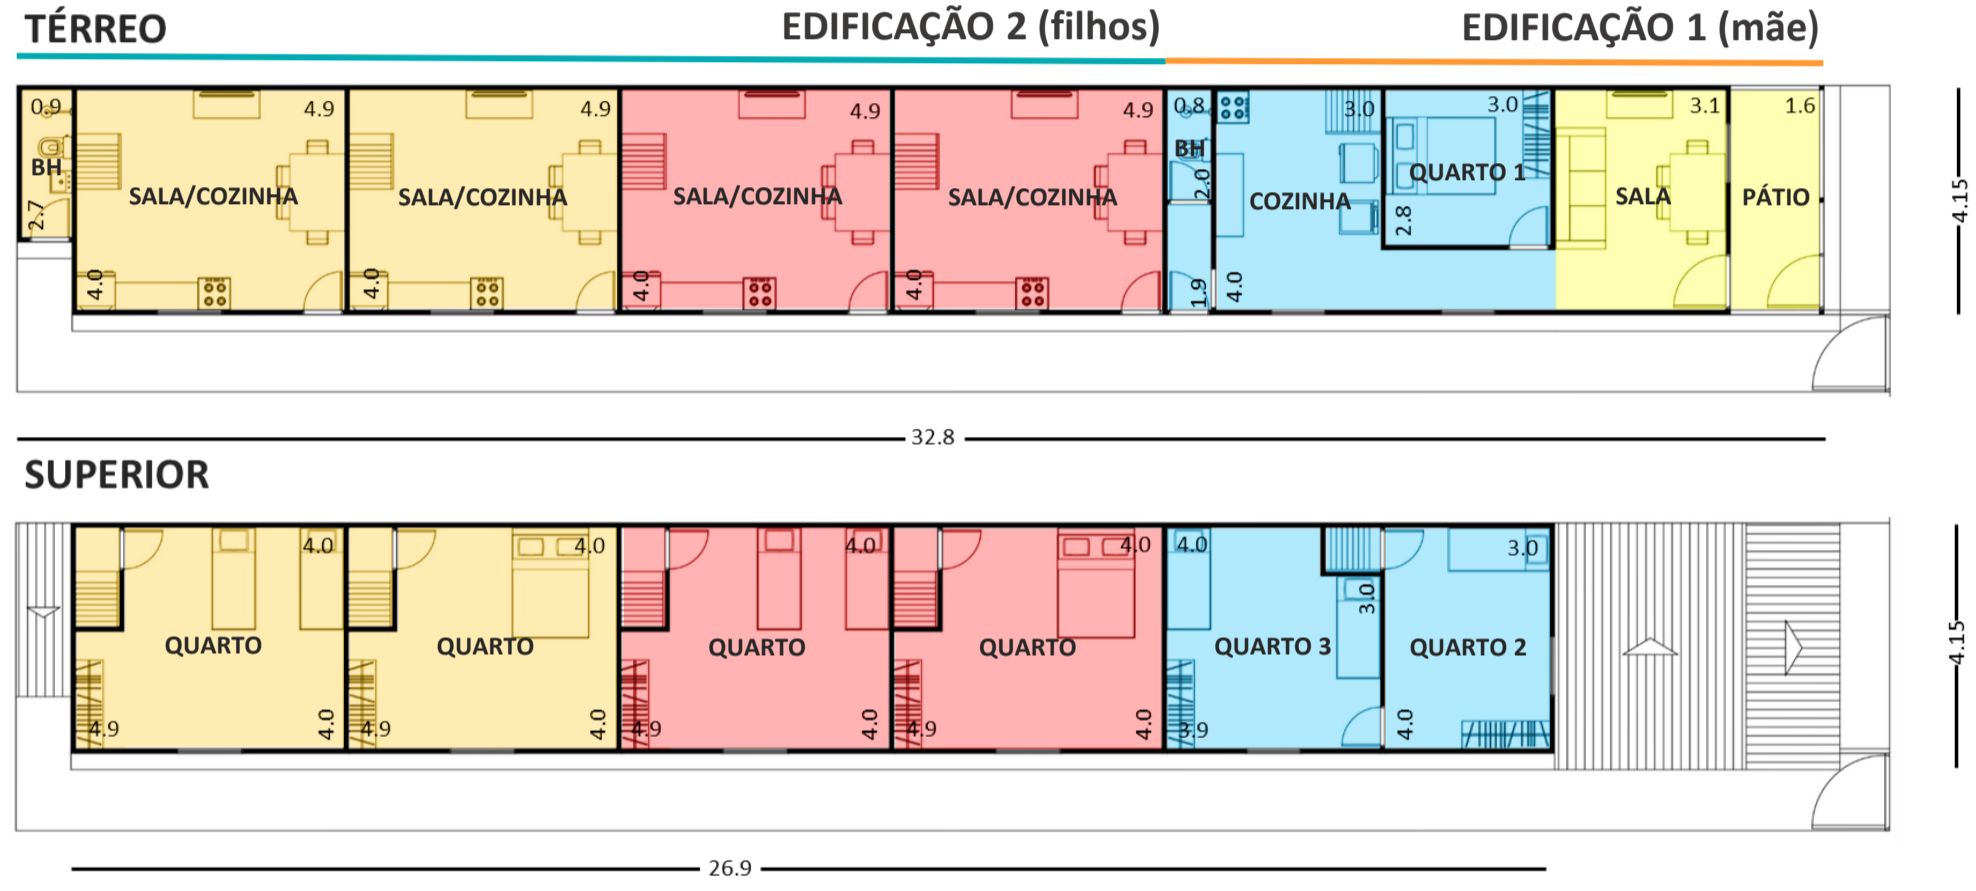 TÉRREO
EDIFICAÇÃO 2 (filhos)
EDIFICAÇÃO 1 (mãe)
0.9
4.9
4.9
4.9
4.9
0.8
3.0
3.0
3.1
1.6
BH
SALA/COZINHA
SALA/COZINHA
SALA/COZINHA
SALA/COZINHA
BH
2.0
COZINHA
QUARTO 1
SALA
PÁTIO
2.7
4.0
4.0
4.0
4.0
1.9
4.0
2.8
4.15
32.8
SUPERIOR
4.0
4.0
4.0
4.0
4.0
3.0
3.0
QUARTO
QUARTO
QUARTO
QUARTO
QUARTO 3
QUARTO 2
4.9
4.0
4.9
4.0
4.9
4.0
4.9
4.0
3.9
4.0
4.15
26.9